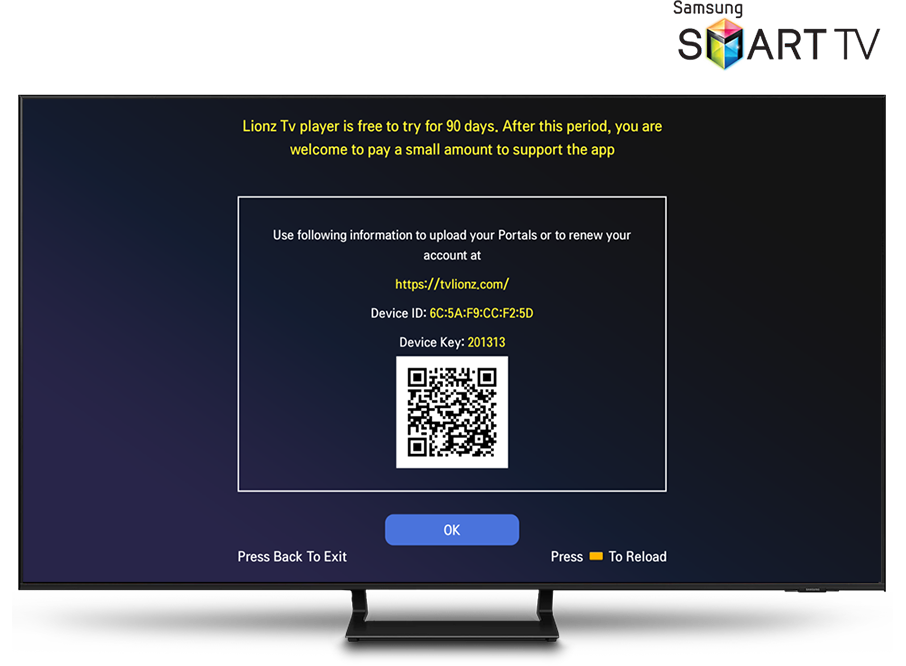 Samsung
SMART TV
Lionz Tv player is free to try for 90 days. After this period, you are
welcome to pay a small amount to support the app
Use following information to upload your Portals or to renew your
account at
https://tvlionz.com/
Device ID: 6C:5A:F9:CC:F2:5D
Device Key: 201313
OK
Press Back To Exit
Press To Reload